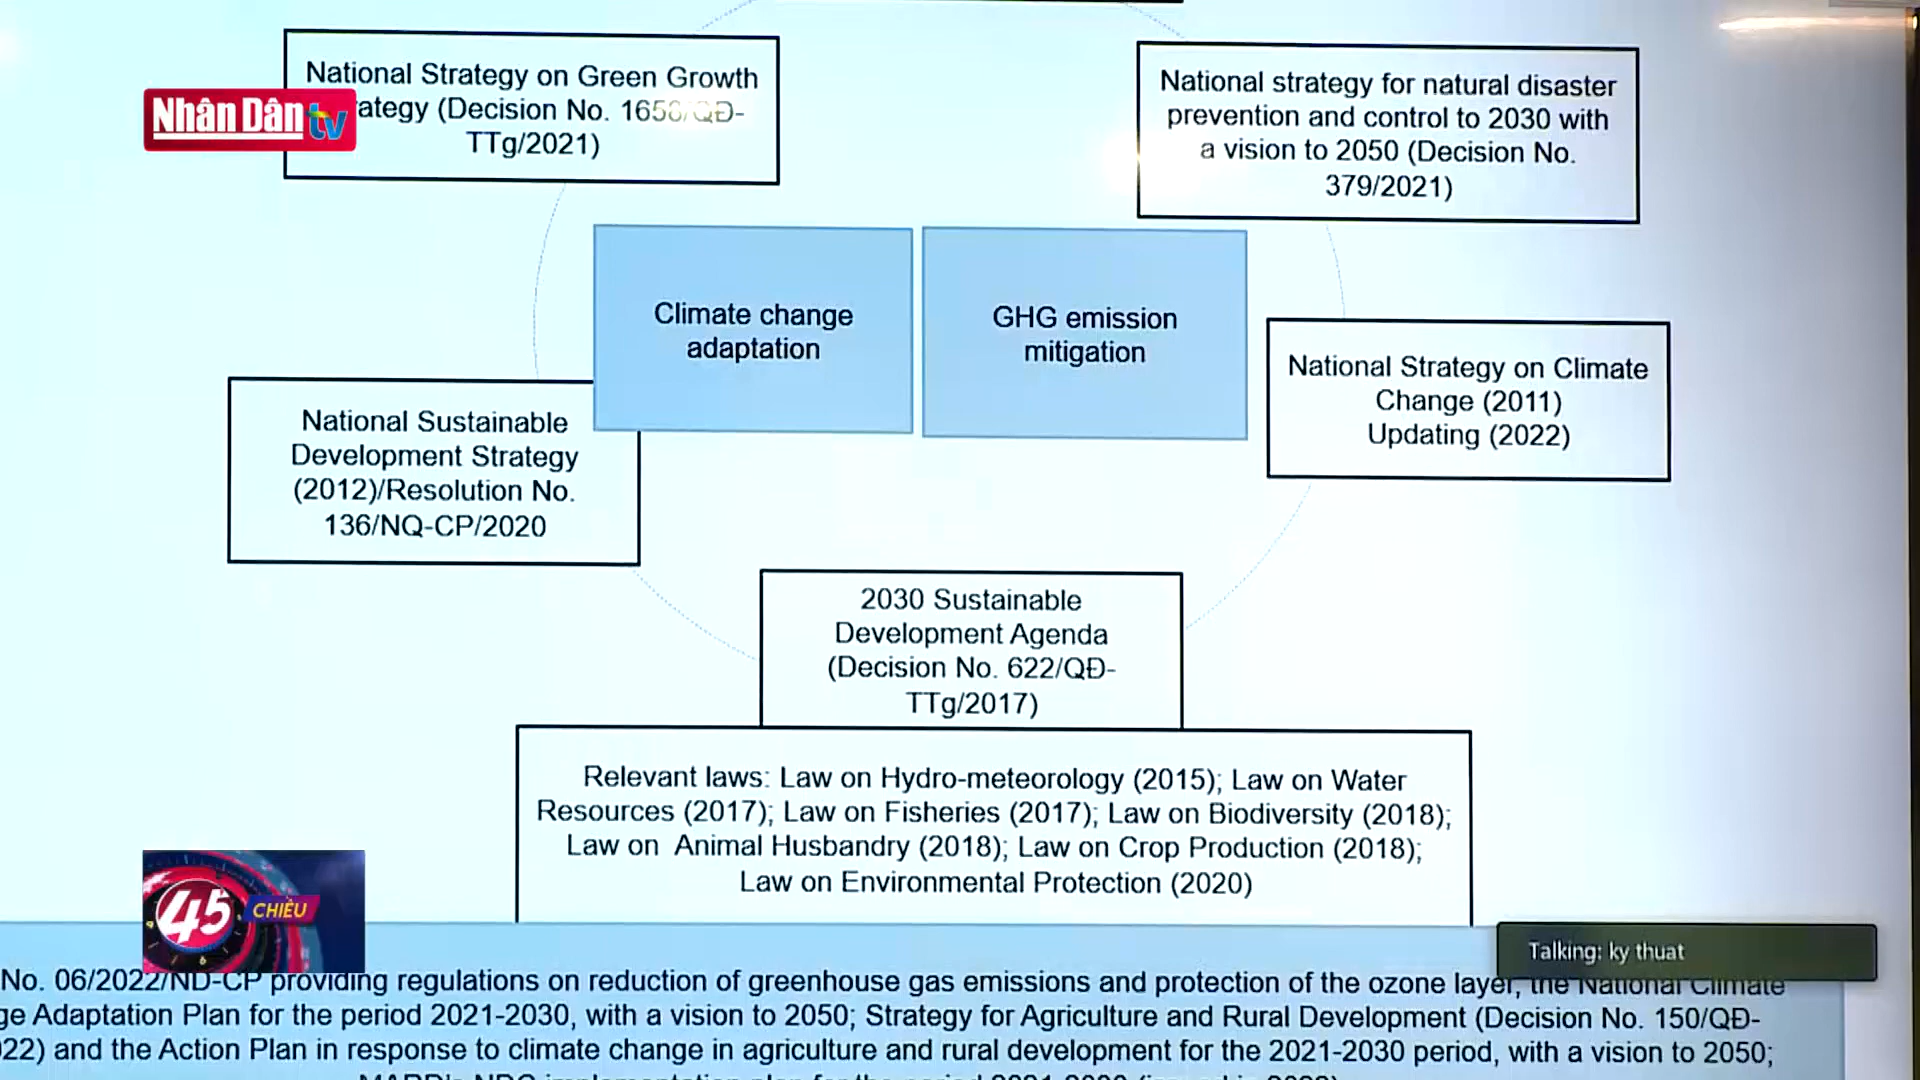 National Strategy on Green Growth
ategy (Decision No. 1658/QĐ-
TTg/2021)
Nhân Dân tv
National strategy for natural disaster
prevention and control to 2030 with
a vision to 2050 (Decision No.
379/2021)
Climate change
adaptation
GHG emission
mitigation
National Strategy on Climate
Change (2011)
Updating (2022)
National Sustainable
Development Strategy
(2012)/Resolution No.
136/NQ-CP/2020
2030 Sustainable
Development Agenda
(Decision No. 622/QĐ-
TTg/2017)
Relevant laws: Law on Hydro-meteorology (2015); Law on Water
Resources (2017); Law on Fisheries (2017); Law on Biodiversity (2018);
Law on Animal Husbandry (2018); Law on Crop Production (2018);
Law on Environmental Protection (2020)
45 CHIỀU
Talking: ky thuat
No. 06/2022/ND-CP providing regulations on reduction of greenhouse gas emissions and protection of the ozone layer, the National Climate
ge Adaptation Plan for the period 2021-2030, with a vision to 2050; Strategy for Agriculture and Rural Development (Decision No. 150/QĐ-
22) and the Action Plan in response to climate change in agriculture and rural development for the 2021-2030 period, with a vision to 2050;